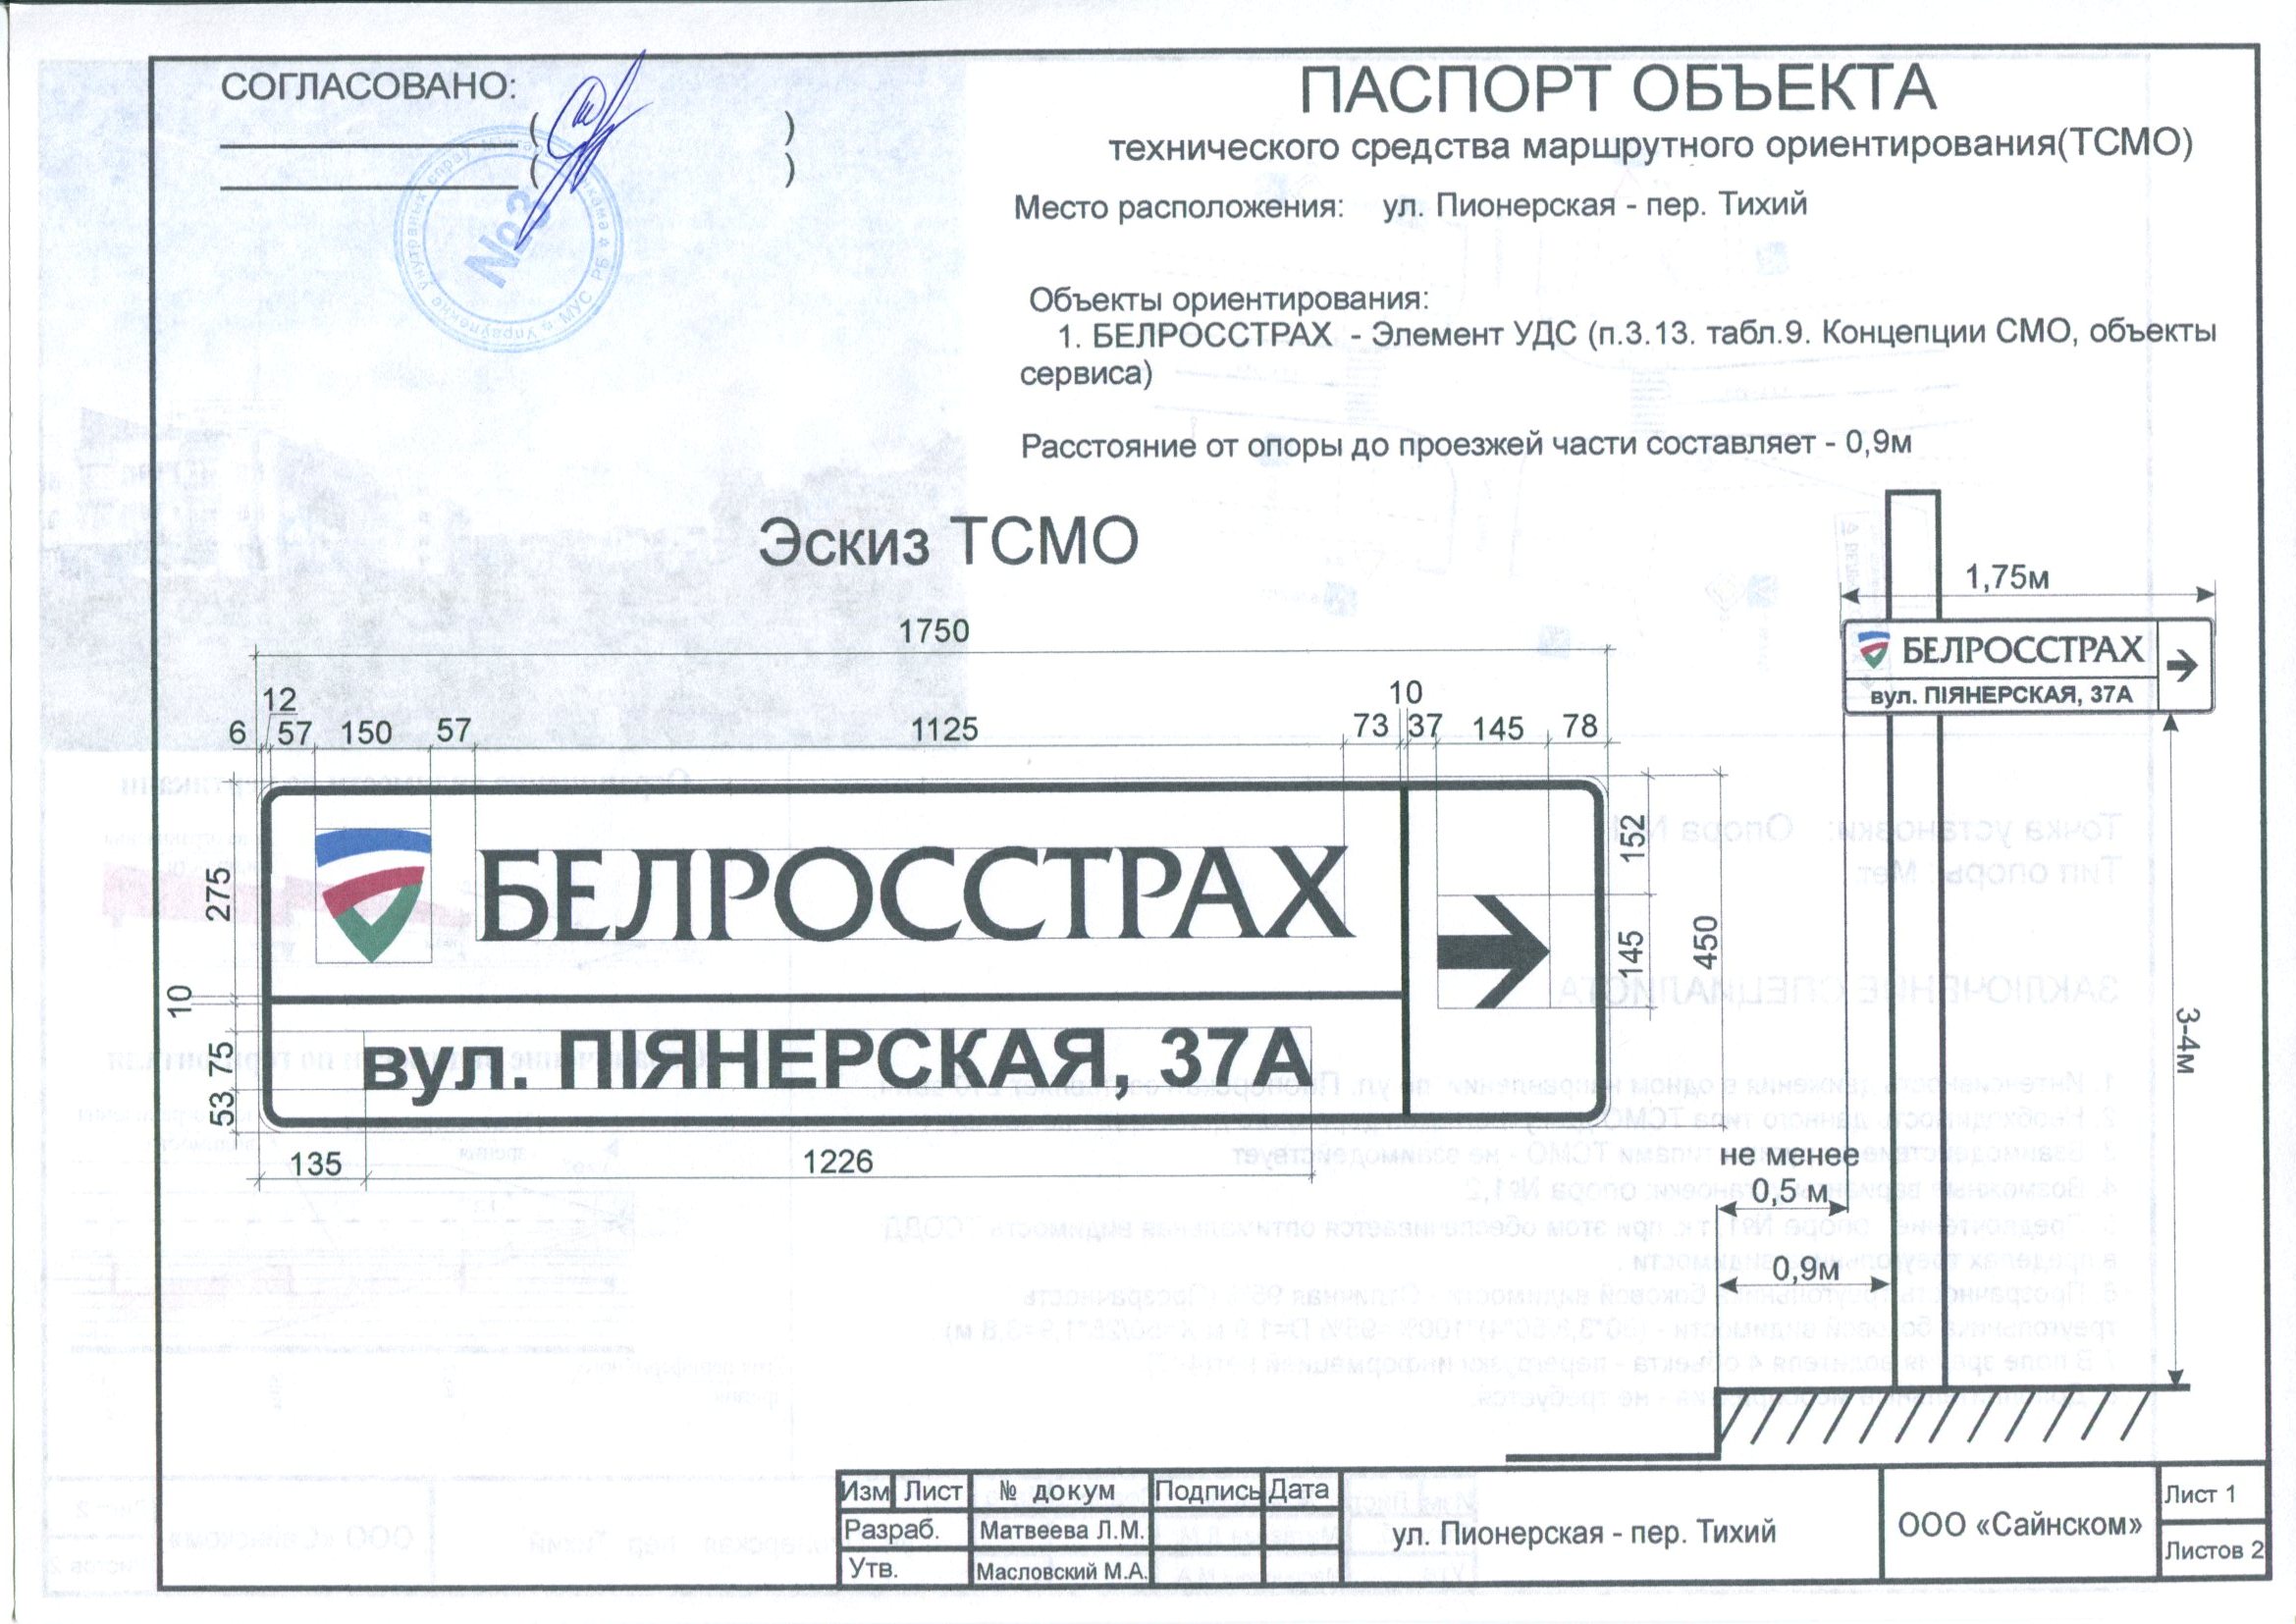 СОГЛАСОВАНО:
( )
( )
№3
ПАСПОРТ ОБЪЕКТА
технического средства маршрутного ориентирования(ТСМО)
Место расположения: ул. Пионерская - пер. Тихий
Объекты ориентирования:
1. БЕЛРОССТРАХ - Элемент УДС (п.3.13. табл.9. Концепции СМО, объекты
сервиса)
Расстояние от опоры до проезжей части составляет - 0,9м
Эскиз ТСМО
1750
12
10
6 57 150 57 1125 73 37 145 78
275
10
75
53
БЕЛРОССТРАХ
вул. ПІЯНЕРСКАЯ, 37А
152
145
450
135 1226
1,75м
БЕЛРОССТРАХ
вул. ПІЯНЕРСКАЯ, 37А
3-4м
не менее
0,5 м
0,9м
Изм Лист № докум Подпись Дата
Разраб. Матвеева Л.М.
Утв. Масловский М.А.
ул. Пионерская - пер. Тихий
ООО «Сайнском»
Лист 1
Листов 2